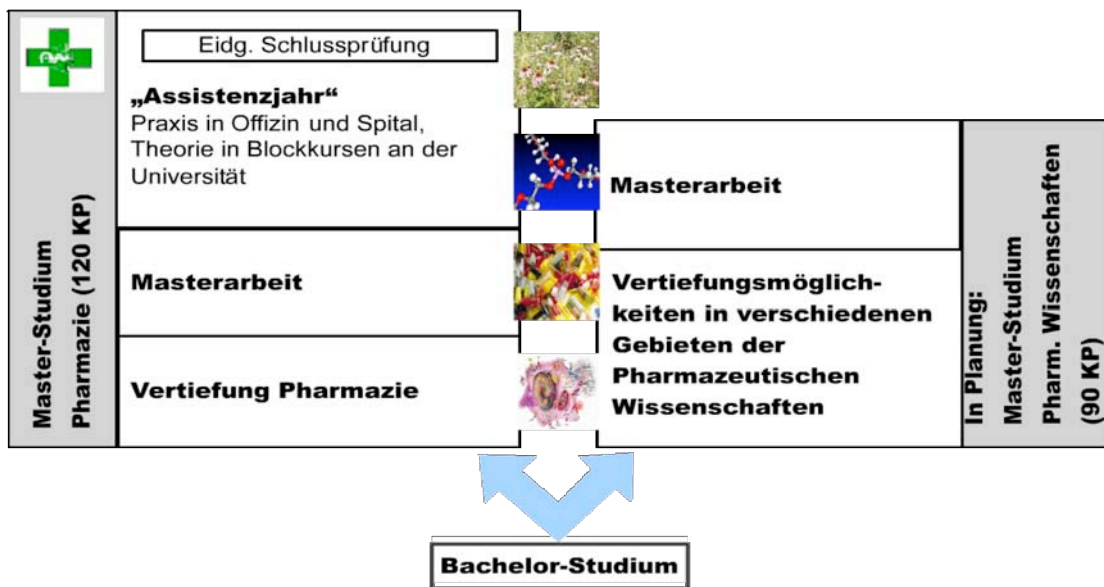 Master-Studium
Pharmazie (120 KP)
Eidg. Schlussprüfung
„Assistenzjahr“
Praxis in Offizin und Spital,
Theorie in Blockkursen an der
Universität
Masterarbeit
Vertiefung Pharmazie
Masterarbeit
Vertiefungsmöglich-
keiten in verschiedenen
Gebieten der
Pharmazeutischen
Wissenschaften
In Planung:
Master-Studium
Pharm. Wissenschaften
(90 KP)
Bachelor-Studium